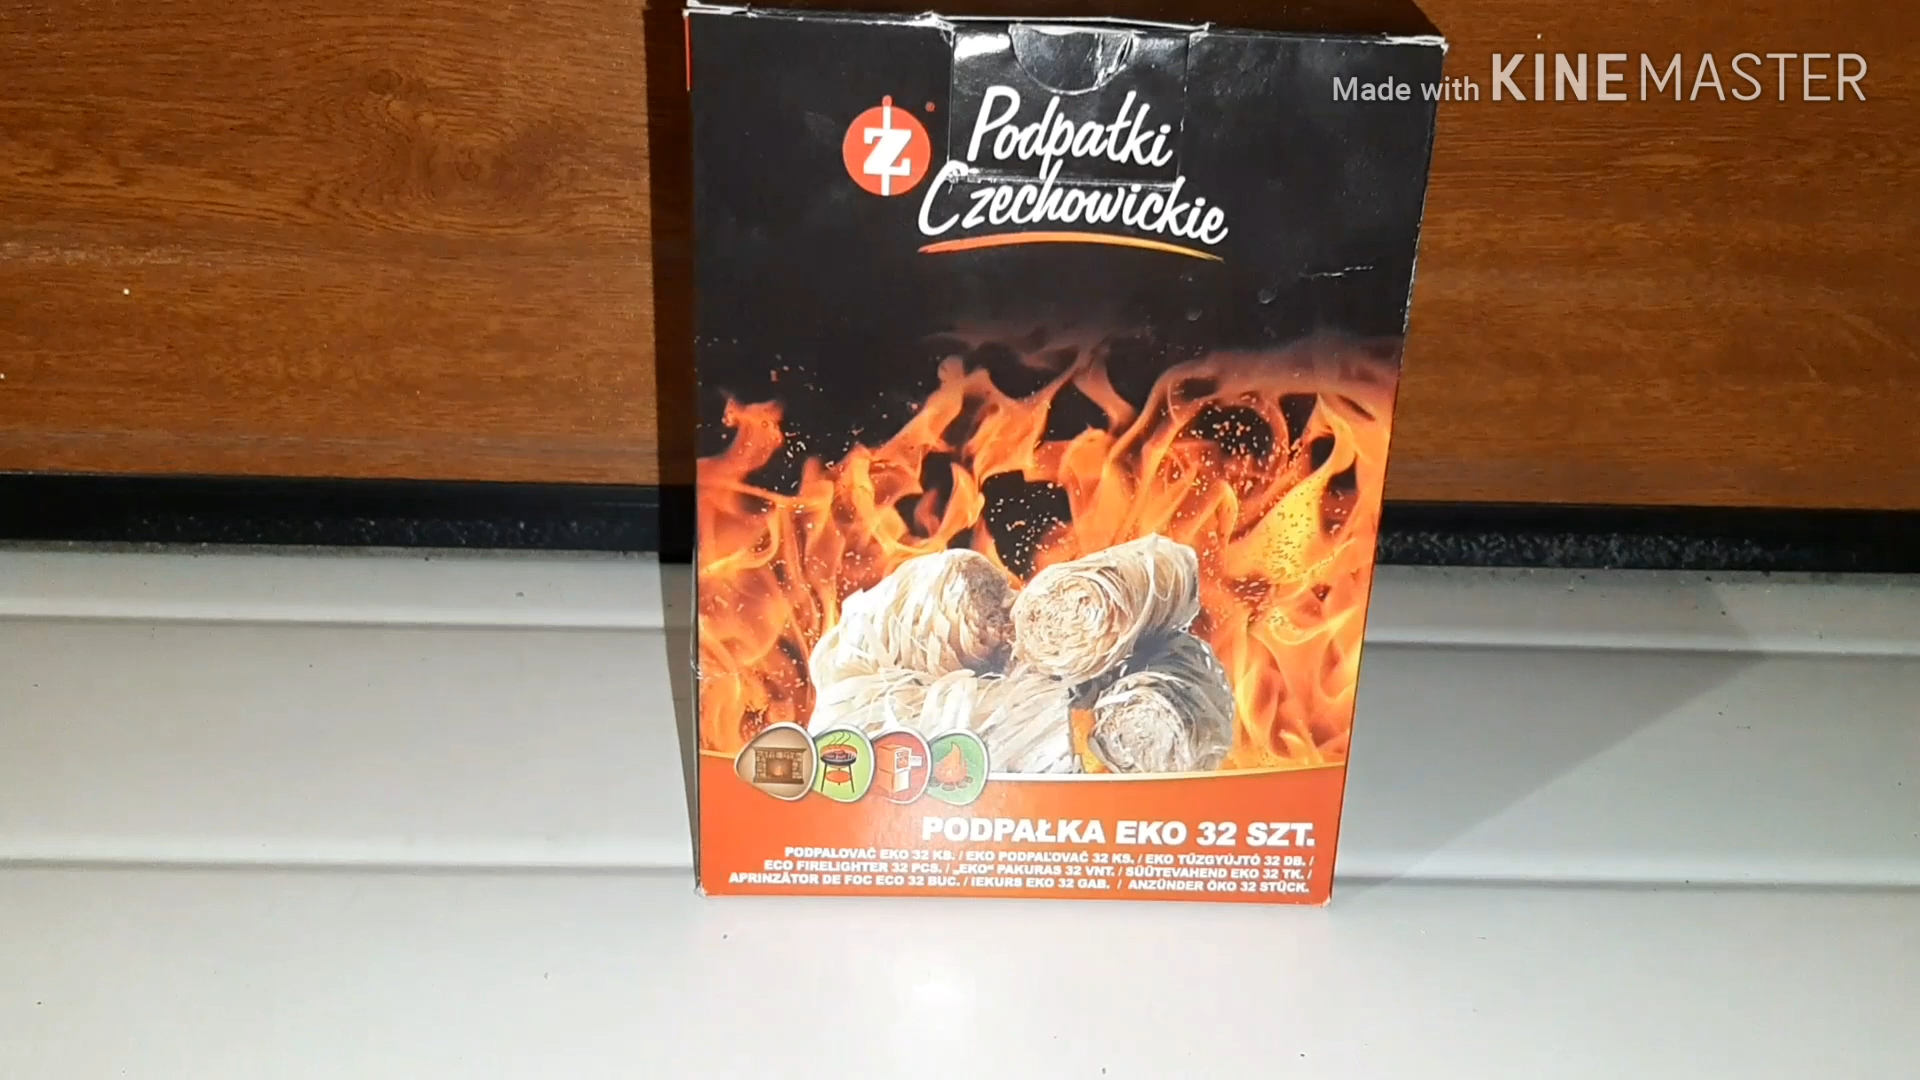 Made with KINEMASTER
Z
Podpałki
Czechowickie
PODPAŁKA EKO 32 SZT.
PODPALOVAČ EKO 32 KS. / EKO PODPAĽOVAČ 32 KS. / EKO TŰZGYÚJTÓ 32 DB. /
ECO FIRELIGHTER 32 PCS. / „EKO“ PAKURAS 32 VNT. / SÜÜTEVAHEND EKO 32 TK. /
APRINZĂTOR DE FOC ECO 32 BUC. / IEKURS EKO 32 GAB. / ANZÜNDER ÖKO 32 STÜCK.